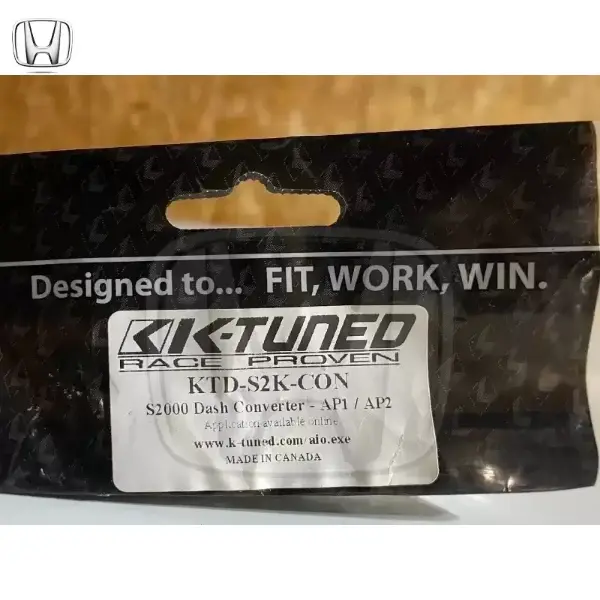 Designed to... FIT, WORK, WIN.
K-TUNED
RACE PROVEN
KTD-S2K-CON
S2000 Dash Converter - AP1 / AP2
Application available online
www.k-tuned.com/aio.exe
MADE IN CANADA